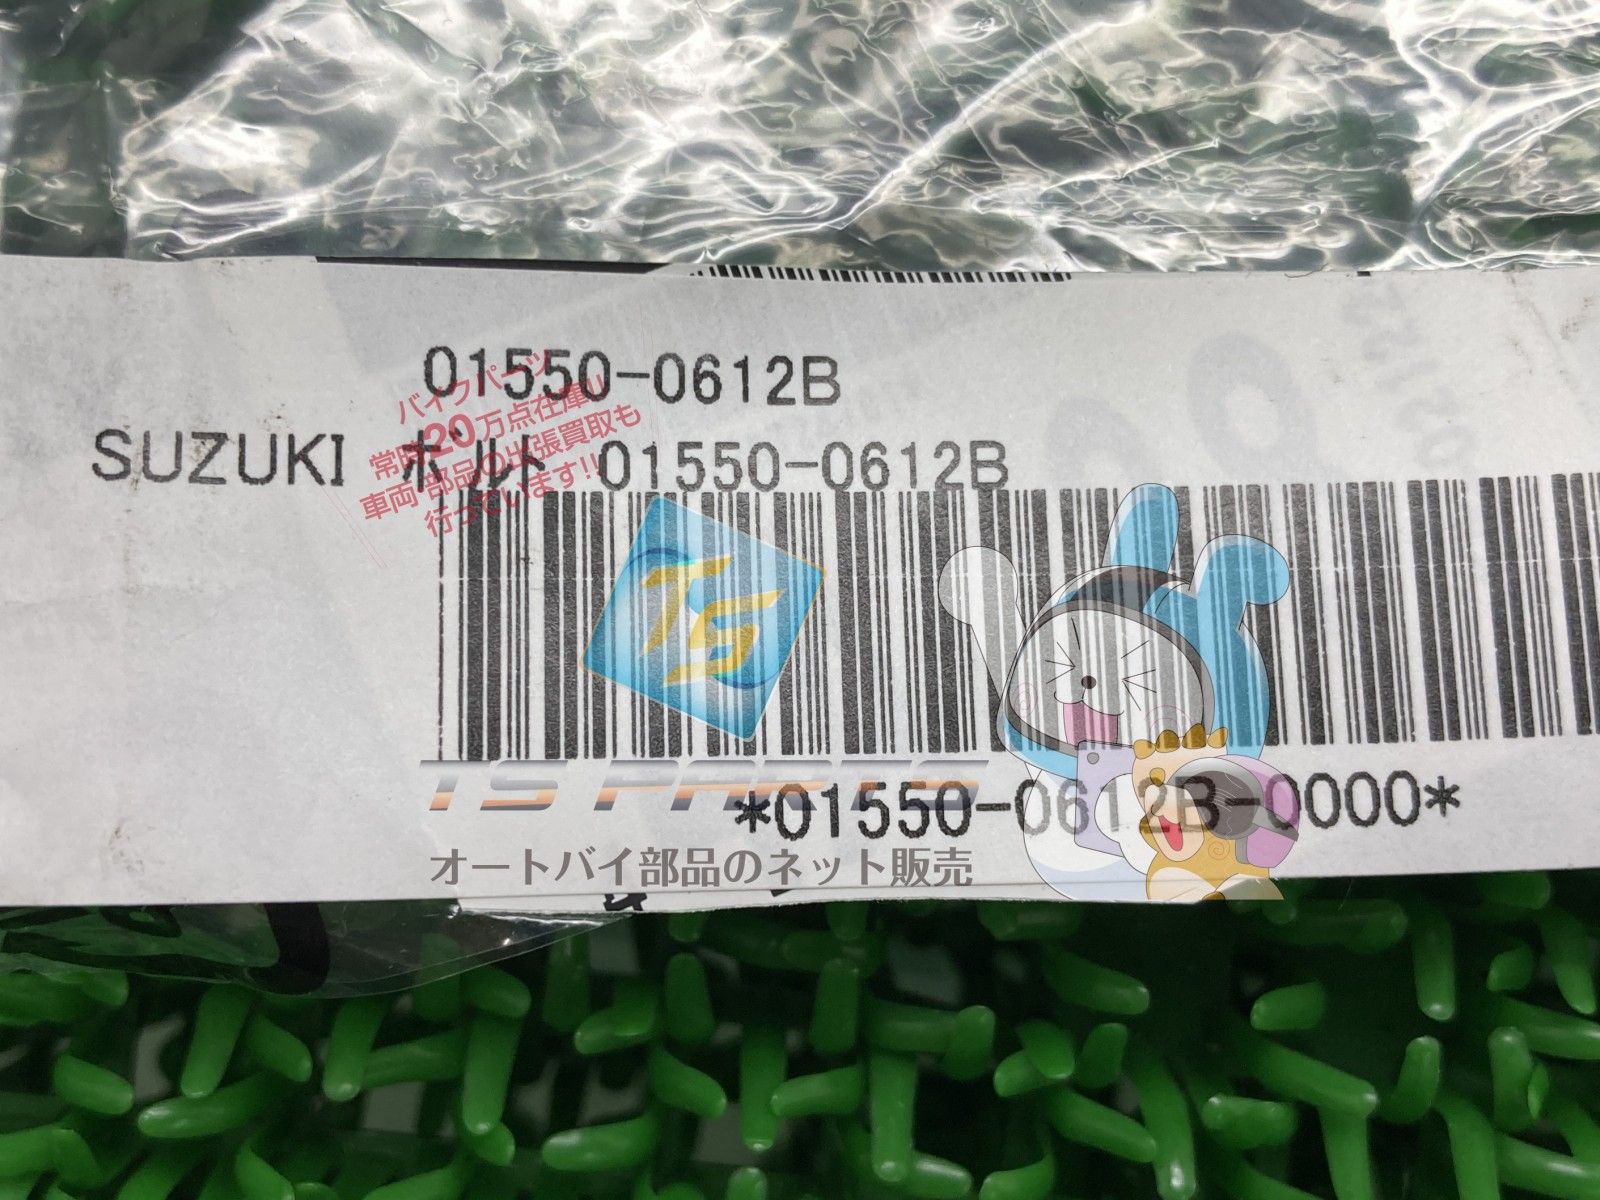 01550-0612B
SUZUKI ボルト 01550-0612B
バイクパーツ
常時20万点在庫!!
車両・部品の出張買取も
行っています!!
TS
TS PARTS
*01550-0612B-0000*
オートバイ部品のネット販売